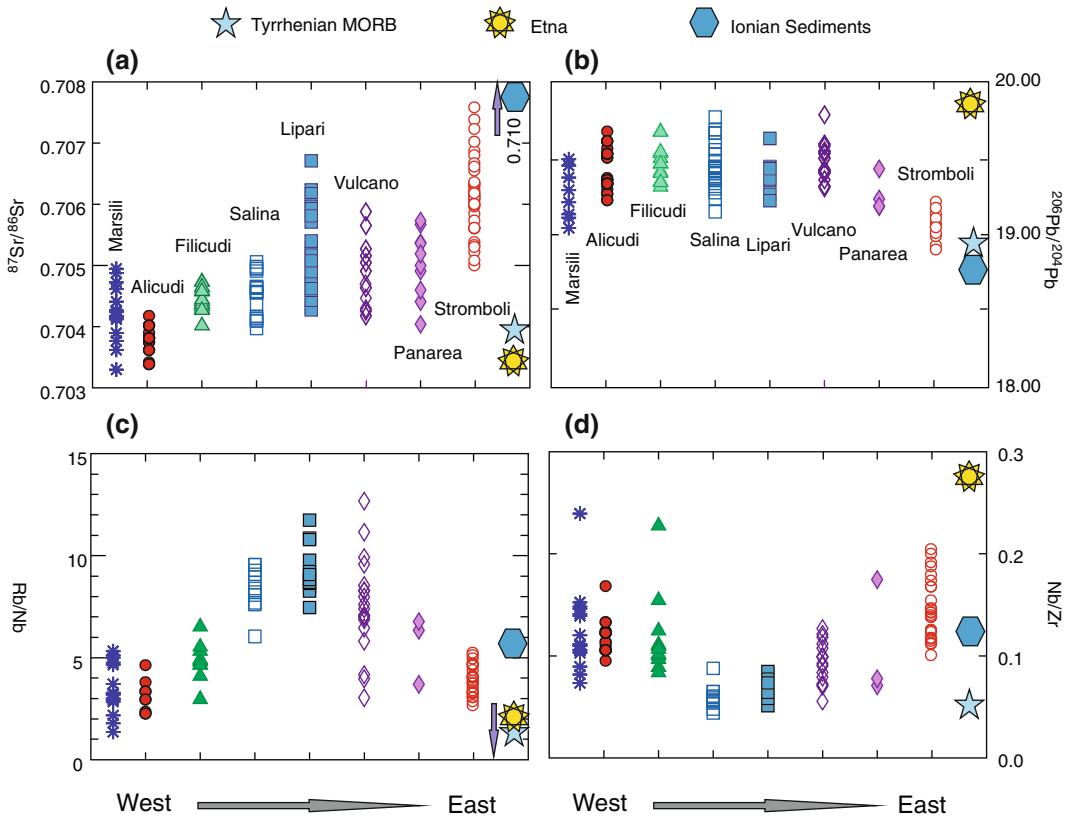 Tyrrhenian MORB Etna Ionian Sediments
(a)
0.708
0.707
0.706
0.705
0.704
0.703
87Sr/86Sr
Marsili
Alicudi
Filicudi
Salina
Lipari
Vulcano
Panarea
Stromboli
0.710
(b)
20.00
19.00
18.00
206Pb/204Pb
Marsili
Alicudi
Filicudi
Salina
Lipari
Vulcano
Panarea
Stromboli
(c)
15
10
5
0
Rb/Nb
(d)
0.3
0.2
0.1
0.0
Nb/Zr
West East
West East